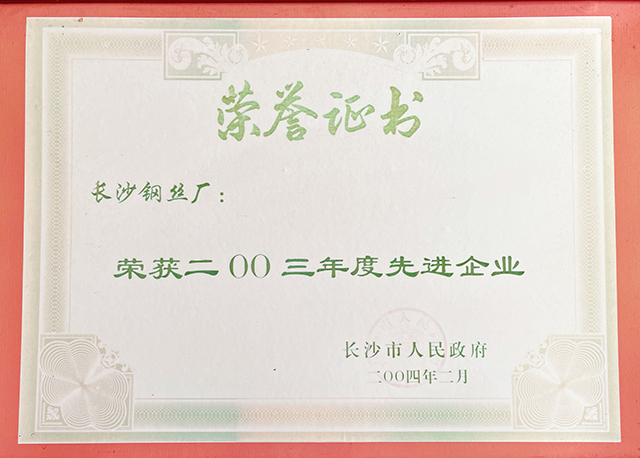 荣誉证书
长沙钢丝厂：
荣获二00三年度先进企业
长沙市人民政府
二00四年二月